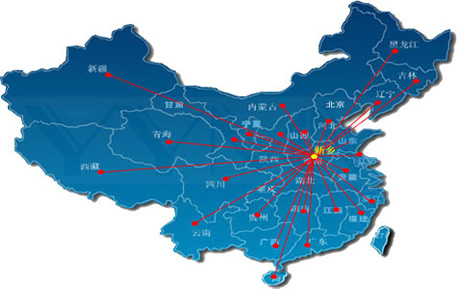 黑龙江
新疆
吉林
辽宁
甘肃
内蒙古
北京
宁夏
山西
青海
山东
新乡
陕西
西藏
四川
安徽
湖北
重庆
贵州
江西
福建
云南
广西
广东